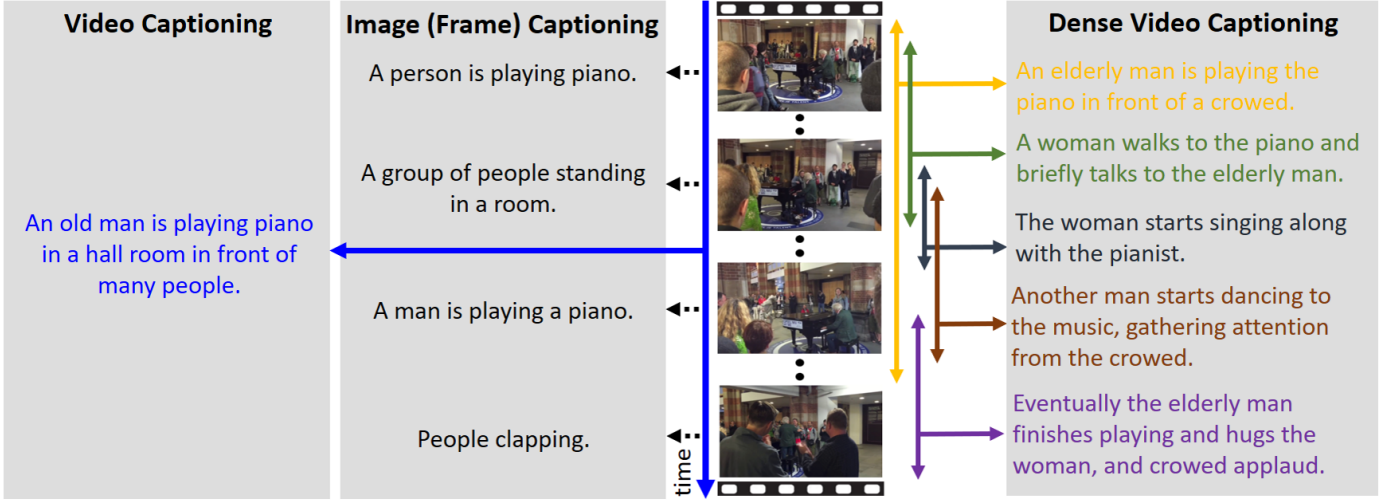 Video Captioning
An old man is playing piano
in a hall room in front of
many people.
Image (Frame) Captioning
A person is playing piano.
A group of people standing
in a room.
A man is playing a piano.
People clapping.
time
Dense Video Captioning
An elderly man is playing the
piano in front of a crowed.
A woman walks to the piano and
briefly talks to the elderly man.
The woman starts singing along
with the pianist.
Another man starts dancing to
the music, gathering attention
from the crowed.
Eventually the elderly man
finishes playing and hugs the
woman, and crowed applaud.